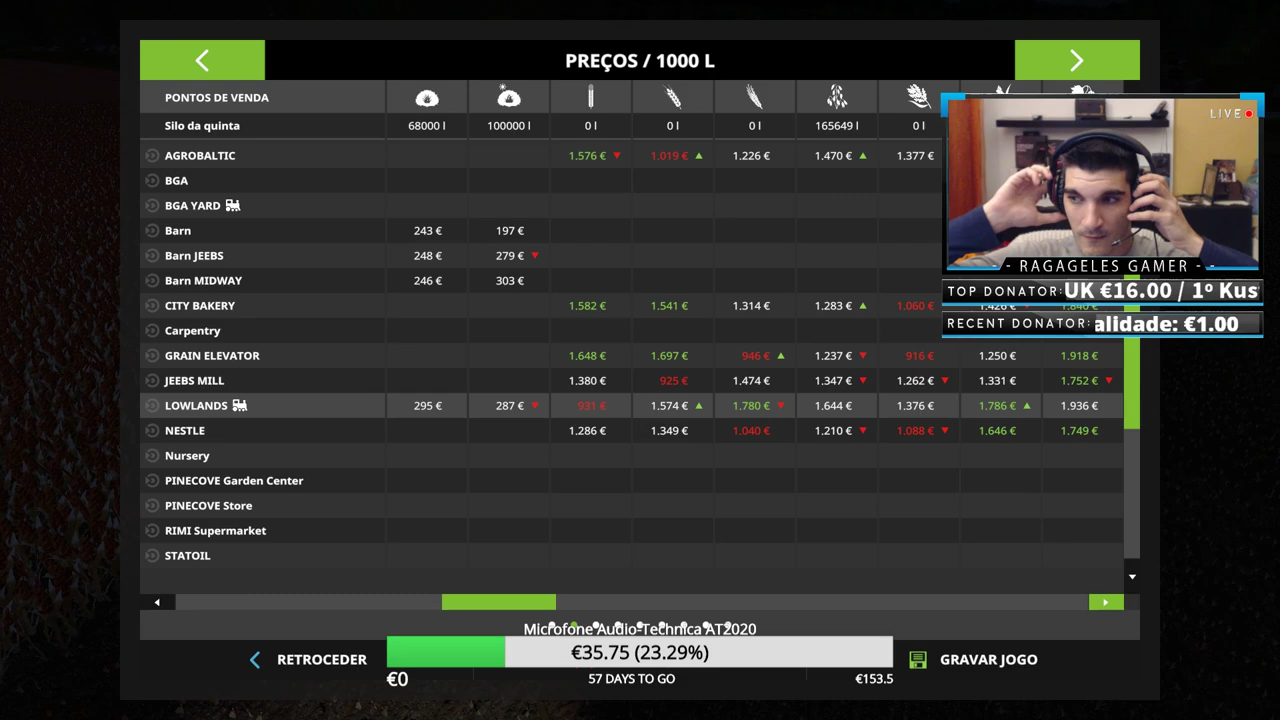 PREÇOS / 1000 L
PONTOS DE VENDA
Silo da quinta 68000 l 100000 l 0 l 0 l 0 l 165649 l 0 l
AGROBALTIC 1.576 € 1.019 € 1.226 € 1.470 € 1.377 €
BGA
BGA YARD
Barn 243 € 197 €
Barn JEEBS 248 € 279 €
Barn MIDWAY 246 € 303 €
CITY BAKERY 1.582 € 1.541 € 1.314 € 1.283 € 1.060 €
Carpentry
GRAIN ELEVATOR 1.648 € 1.697 € 946 € 1.237 € 916 € 1.250 € 1.918 €
JEEBS MILL 1.380 € 925 € 1.474 € 1.347 € 1.262 € 1.331 € 1.752 €
LOWLANDS 295 € 287 € 931 € 1.574 € 1.780 € 1.644 € 1.376 € 1.786 € 1.936 €
NESTLE 1.286 € 1.349 € 1.040 € 1.210 € 1.088 € 1.646 € 1.749 €
Nursery
PINECOVE Garden Center
PINECOVE Store
RIMI Supermarket
STATOIL
LIVE
- RAGAGELES GAMER -
TOP DONATOR: UK €16.00 / 1º Kus
RECENT DONATOR: alidade: €1.00
Microfone Audio-Technica AT2020
RETROCEDER
€35.75 (23.29%)
GRAVAR JOGO
€0 57 DAYS TO GO €153.5